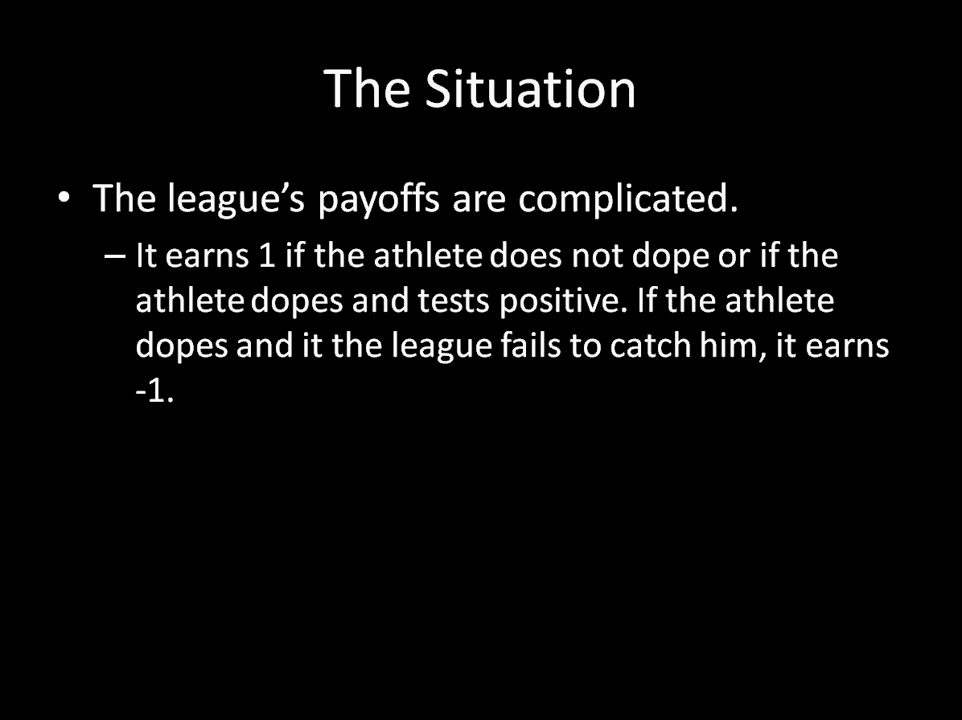 The Situation
• The league’s payoffs are complicated.
– It earns 1 if the athlete does not dope or if the
athlete dopes and tests positive. If the athlete
dopes and it the league fails to catch him, it earns
-1.